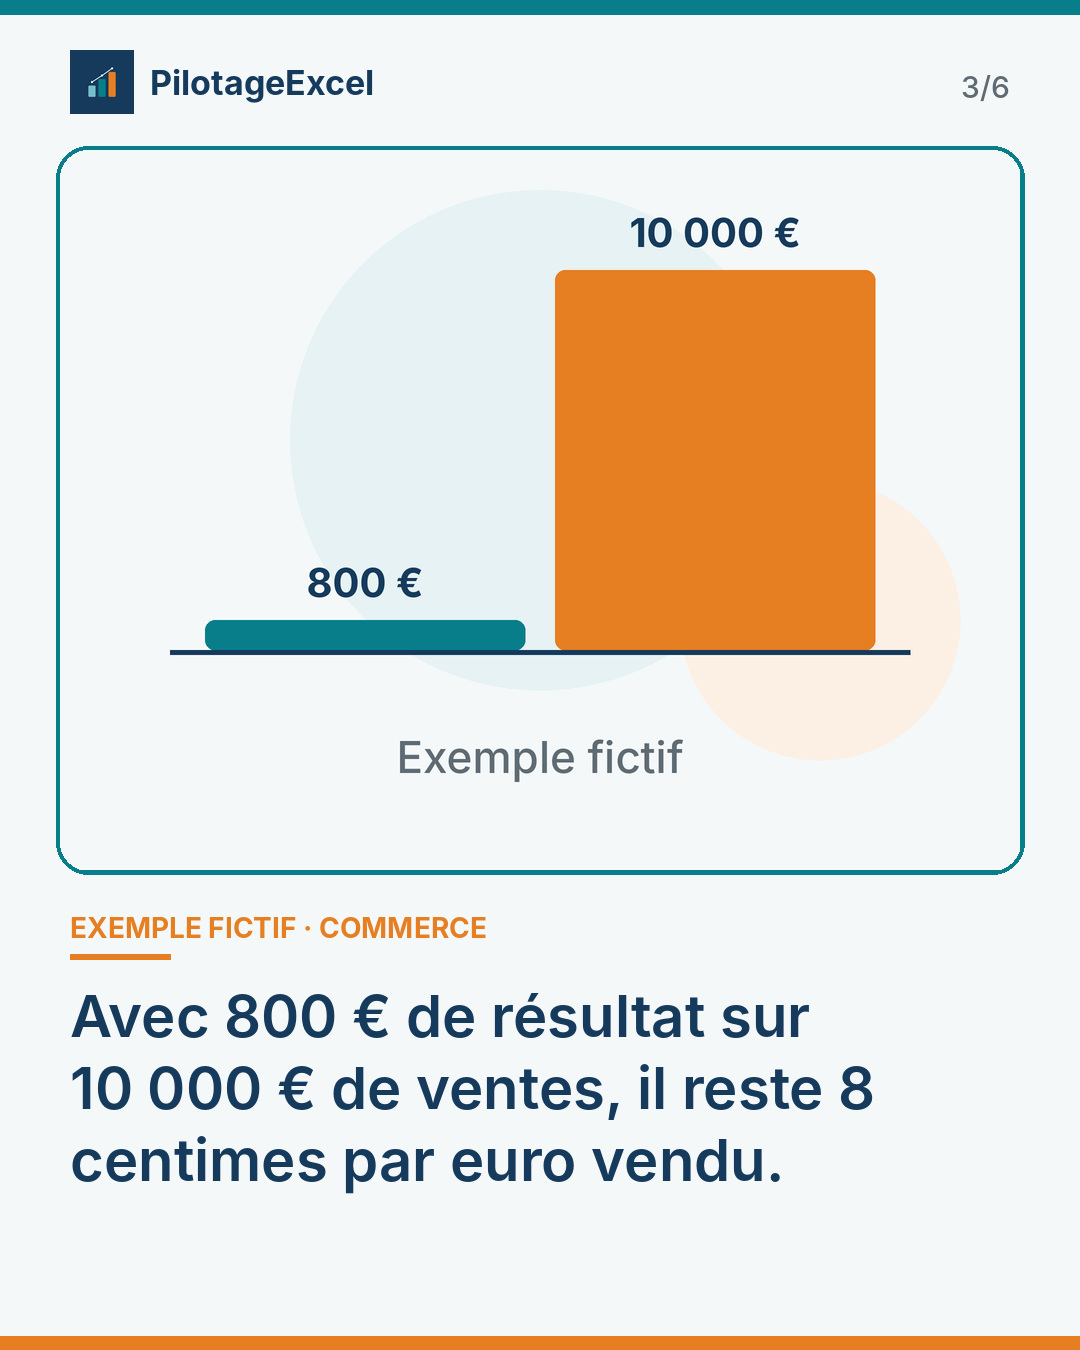 PilotageExcel
3/6
10 000 €
800 €
Exemple fictif
EXEMPLE FICTIF · COMMERCE
Avec 800 € de résultat sur
10 000 € de ventes, il reste 8
centimes par euro vendu.